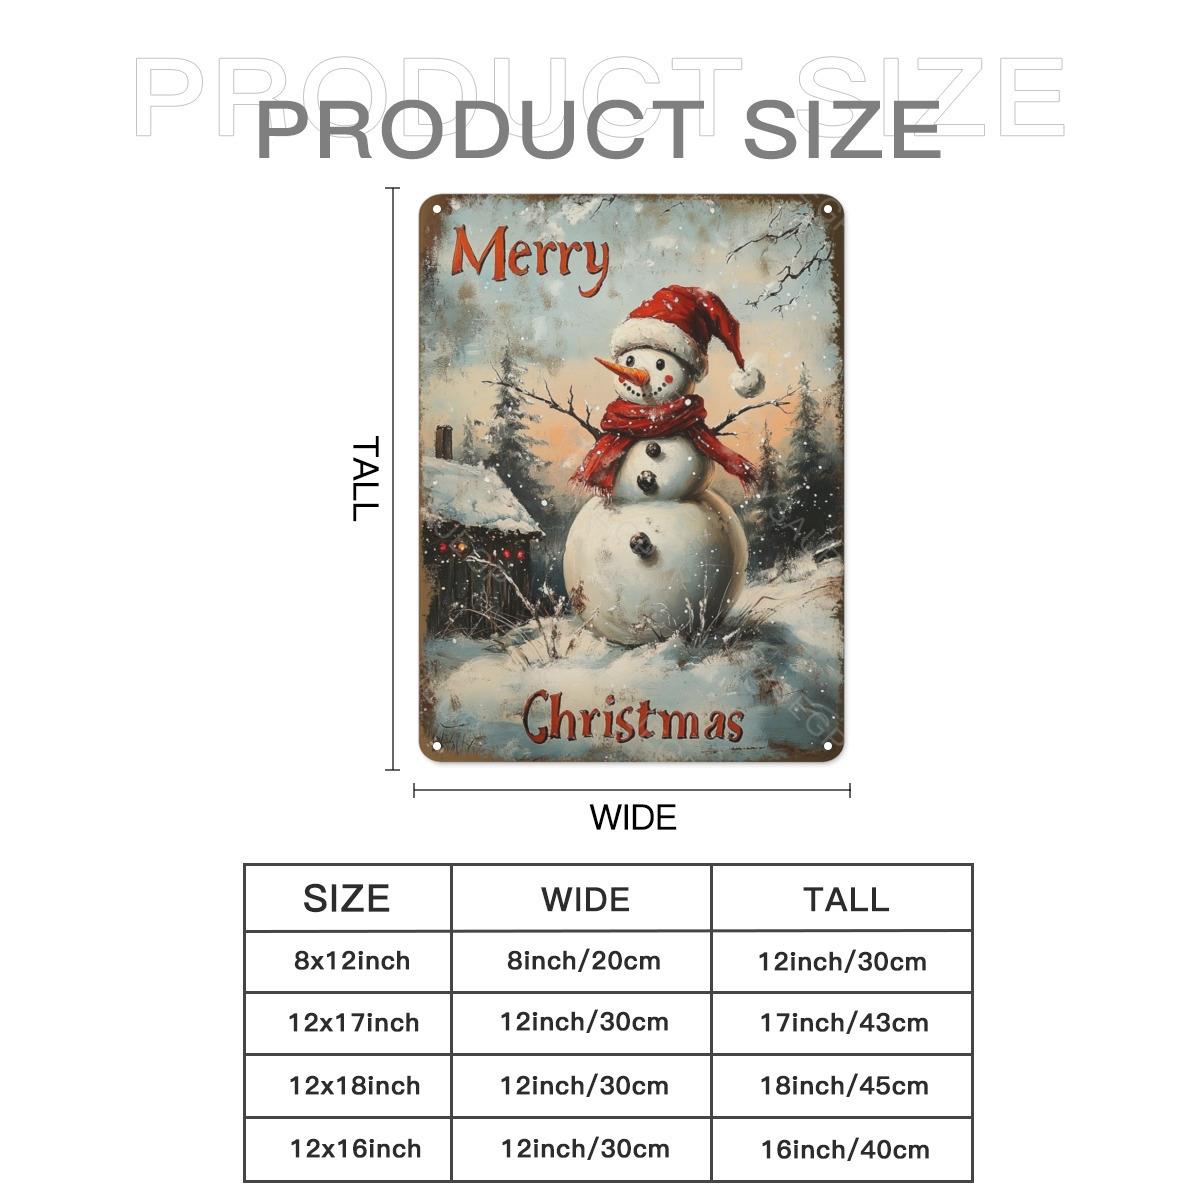 PRODUCT SIZE
PRODUCT SIZE
Merry
Christmas
TALL
WIDE
SIZE WIDE TALL
8x12inch 8inch/20cm 12inch/30cm
12x17inch 12inch/30cm 17inch/43cm
12x18inch 12inch/30cm 18inch/45cm
12x16inch 12inch/30cm 16inch/40cm